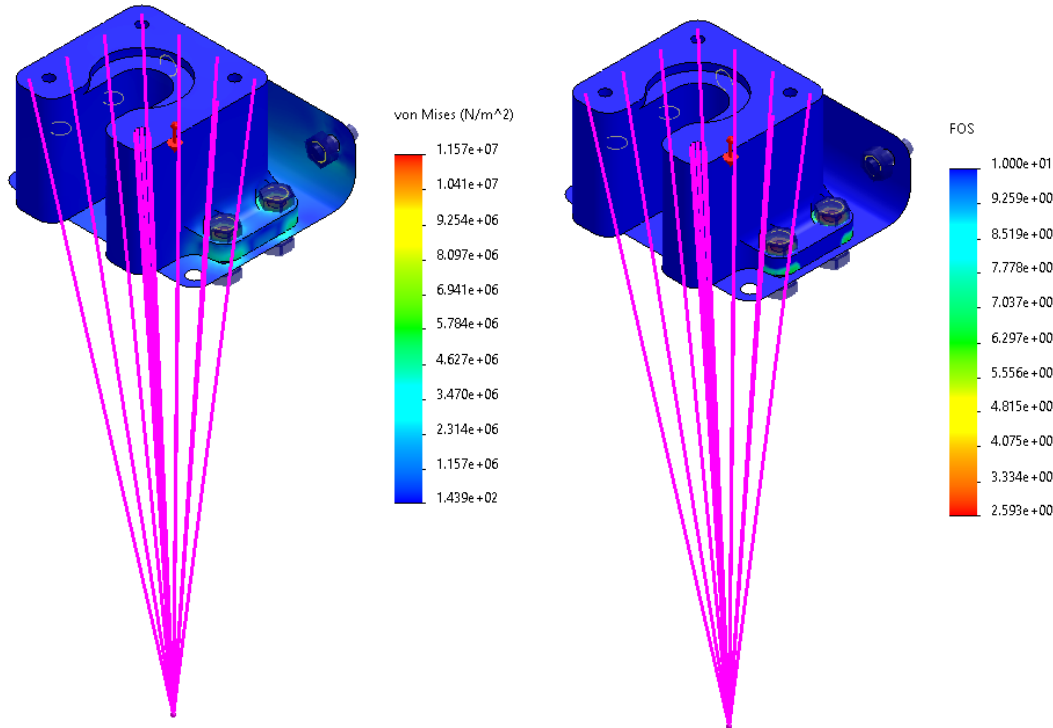 von Mises (N/m^2)
1.157e+07
1.041e+07
9.254e+06
8.097e+06
6.941e+06
5.784e+06
4.627e+06
3.470e+06
2.314e+06
1.157e+06
1.439e+02
FOS
1.000e+01
9.259e+00
8.519e+00
7.778e+00
7.037e+00
6.297e+00
5.556e+00
4.815e+00
4.075e+00
3.334e+00
2.593e+00